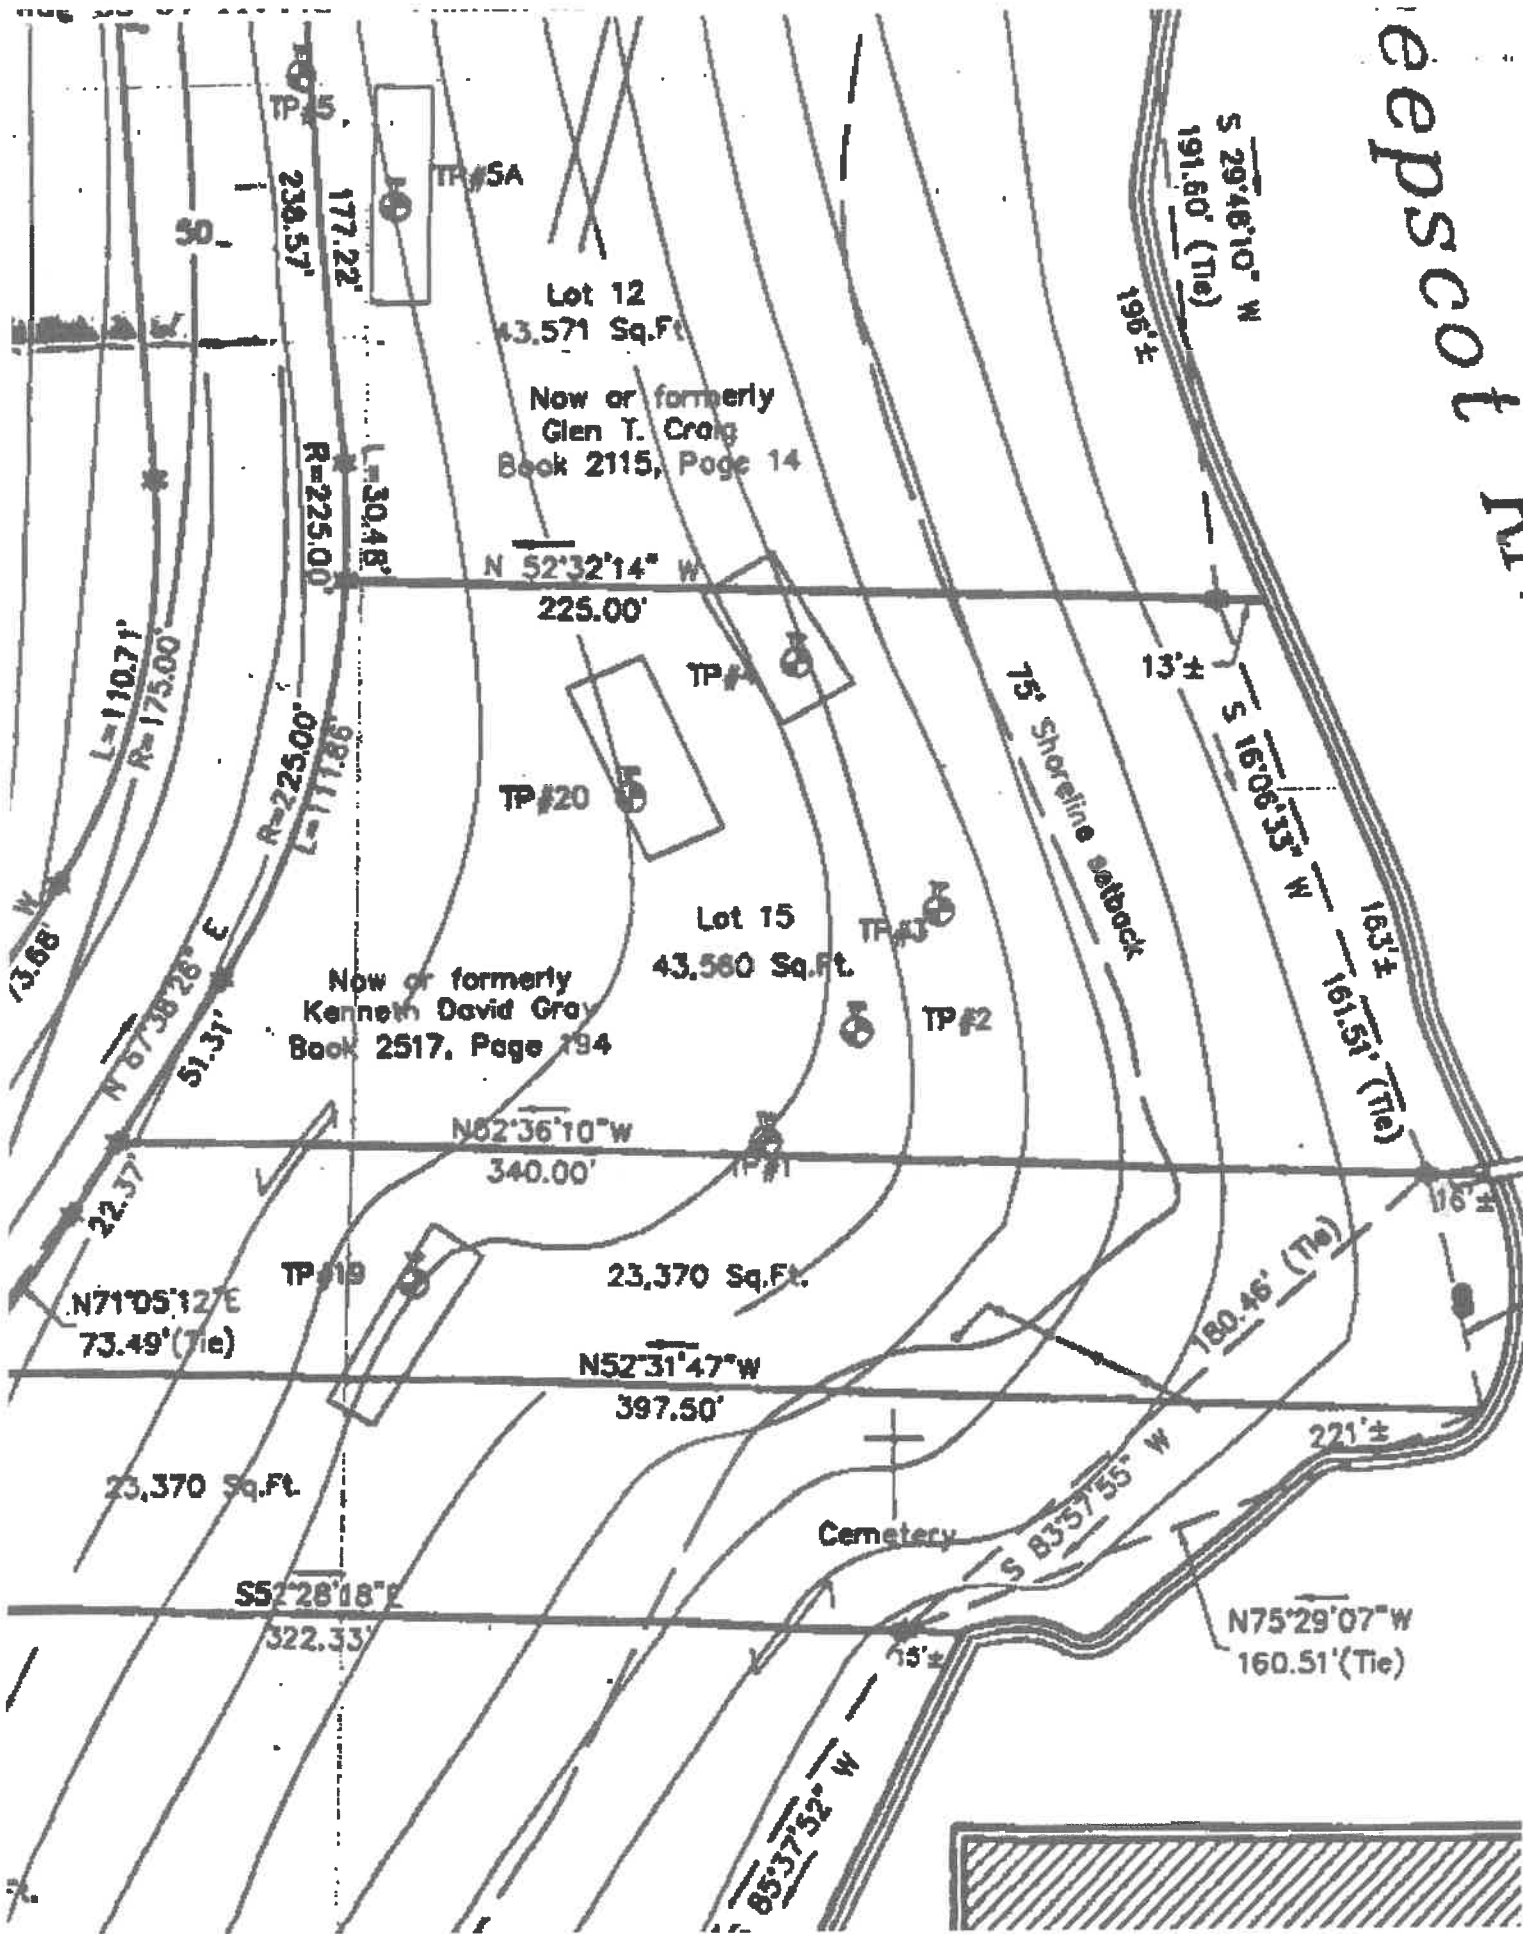 TP#5
TP#5A
50
238.57'
177.22'
S 29°48'10" W
191.60' (Tie)
196'±
eepscot
Lot 12
43,571 Sq.Ft
Now or formerly
Glen T. Craig
Book 2115, Page 14
R=225.00'
L=30.48'
N 52°32'14" W
225.00'
TP#4
13'±
L=110.71'
R=175.00'
R=225.00'
L=111.86'
TP#20
75' Shoreline setback
S 16°06'33" W
163'±
161.51' (Tie)
Lot 15
43,560 Sq.Ft.
TP#3
TP#2
W
73.68'
N 67°38'26" E
51.31'
Now or formerly
Kenneth David Gray
Book 2517, Page 194
N52°36'10"W
340.00'
TP#1
16'±
22.37'
TP#19
23,370 Sq.Ft.
N71°05'12"E
73.49'(Tie)
180.46' (Tie)
N52°31'47"W
397.50'
221'±
23,370 Sq.Ft.
Cemetery
S 83°57'55" W
S52°28'18"E
322.33'
15'±
N75°29'07"W
160.51'(Tie)
85°37'52" W